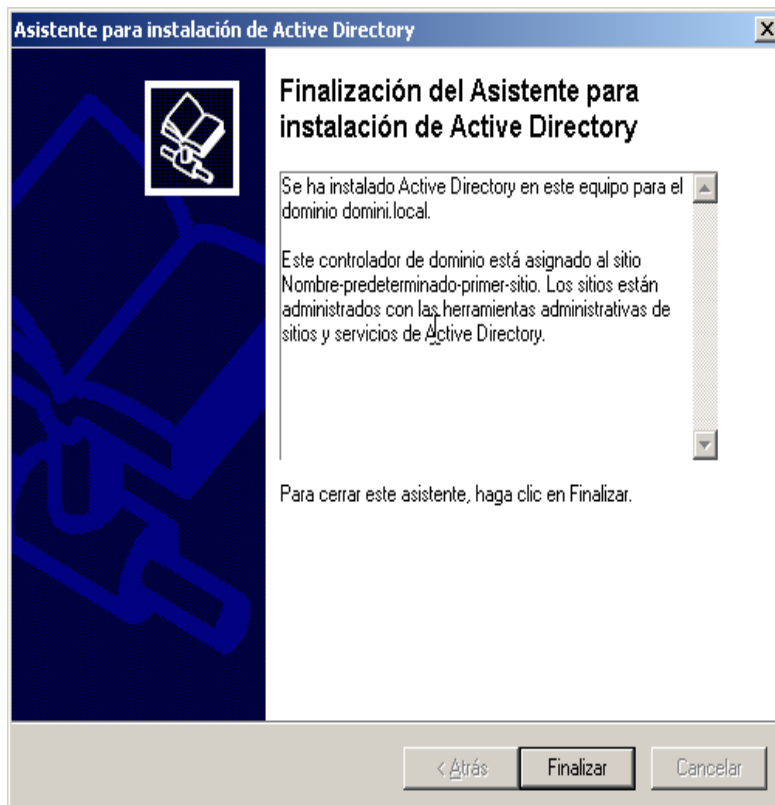 Asistente para instalación de Active Directory
Finalización del Asistente para
instalación de Active Directory
Se ha instalado Active Directory en este equipo para el
dominio domini.local.
Este controlador de dominio está asignado al sitio
Nombre-predeterminado-primer-sitio. Los sitios están
administrados con las herramientas administrativas de
sitios y servicios de Active Directory.
Para cerrar este asistente, haga clic en Finalizar.
< Atrás
Finalizar
Cancelar